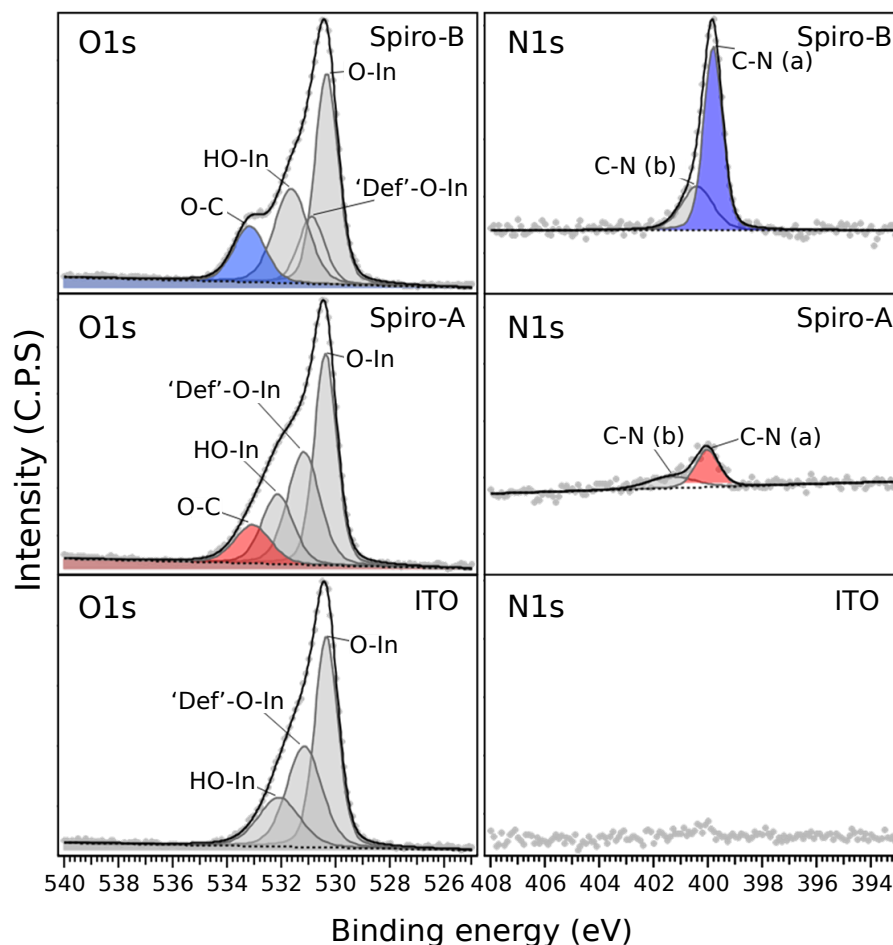 O1s
Spiro-B
O-In
HO-In
‘Def’-O-In
O-C
N1s
Spiro-B
C-N (a)
C-N (b)
O1s
Spiro-A
O-In
‘Def’-O-In
HO-In
O-C
N1s
Spiro-A
C-N (b)
C-N (a)
O1s
ITO
O-In
‘Def’-O-In
HO-In
N1s
ITO
Intensity (C.P.S)
540 538 536 534 532 530 528 526
408 406 404 402 400 398 396 394
Binding energy (eV)